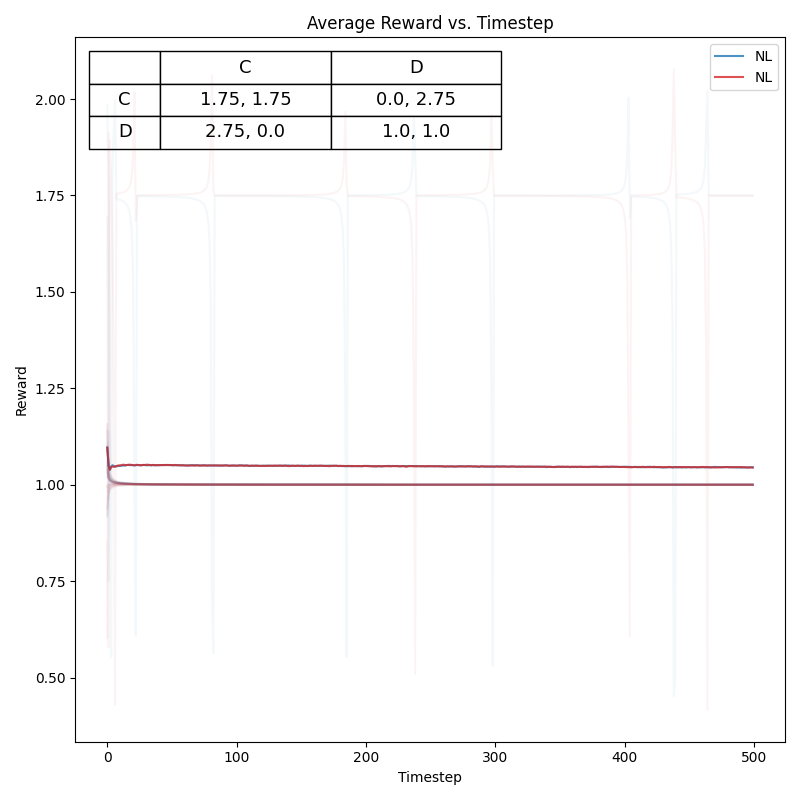 Average Reward vs. Timestep
NL
NL
C D
C 1.75, 1.75 0.0, 2.75
D 2.75, 0.0 1.0, 1.0
2.00
1.75
1.50
1.25
1.00
0.75
0.50
Reward
0 100 200 300 400 500
Timestep